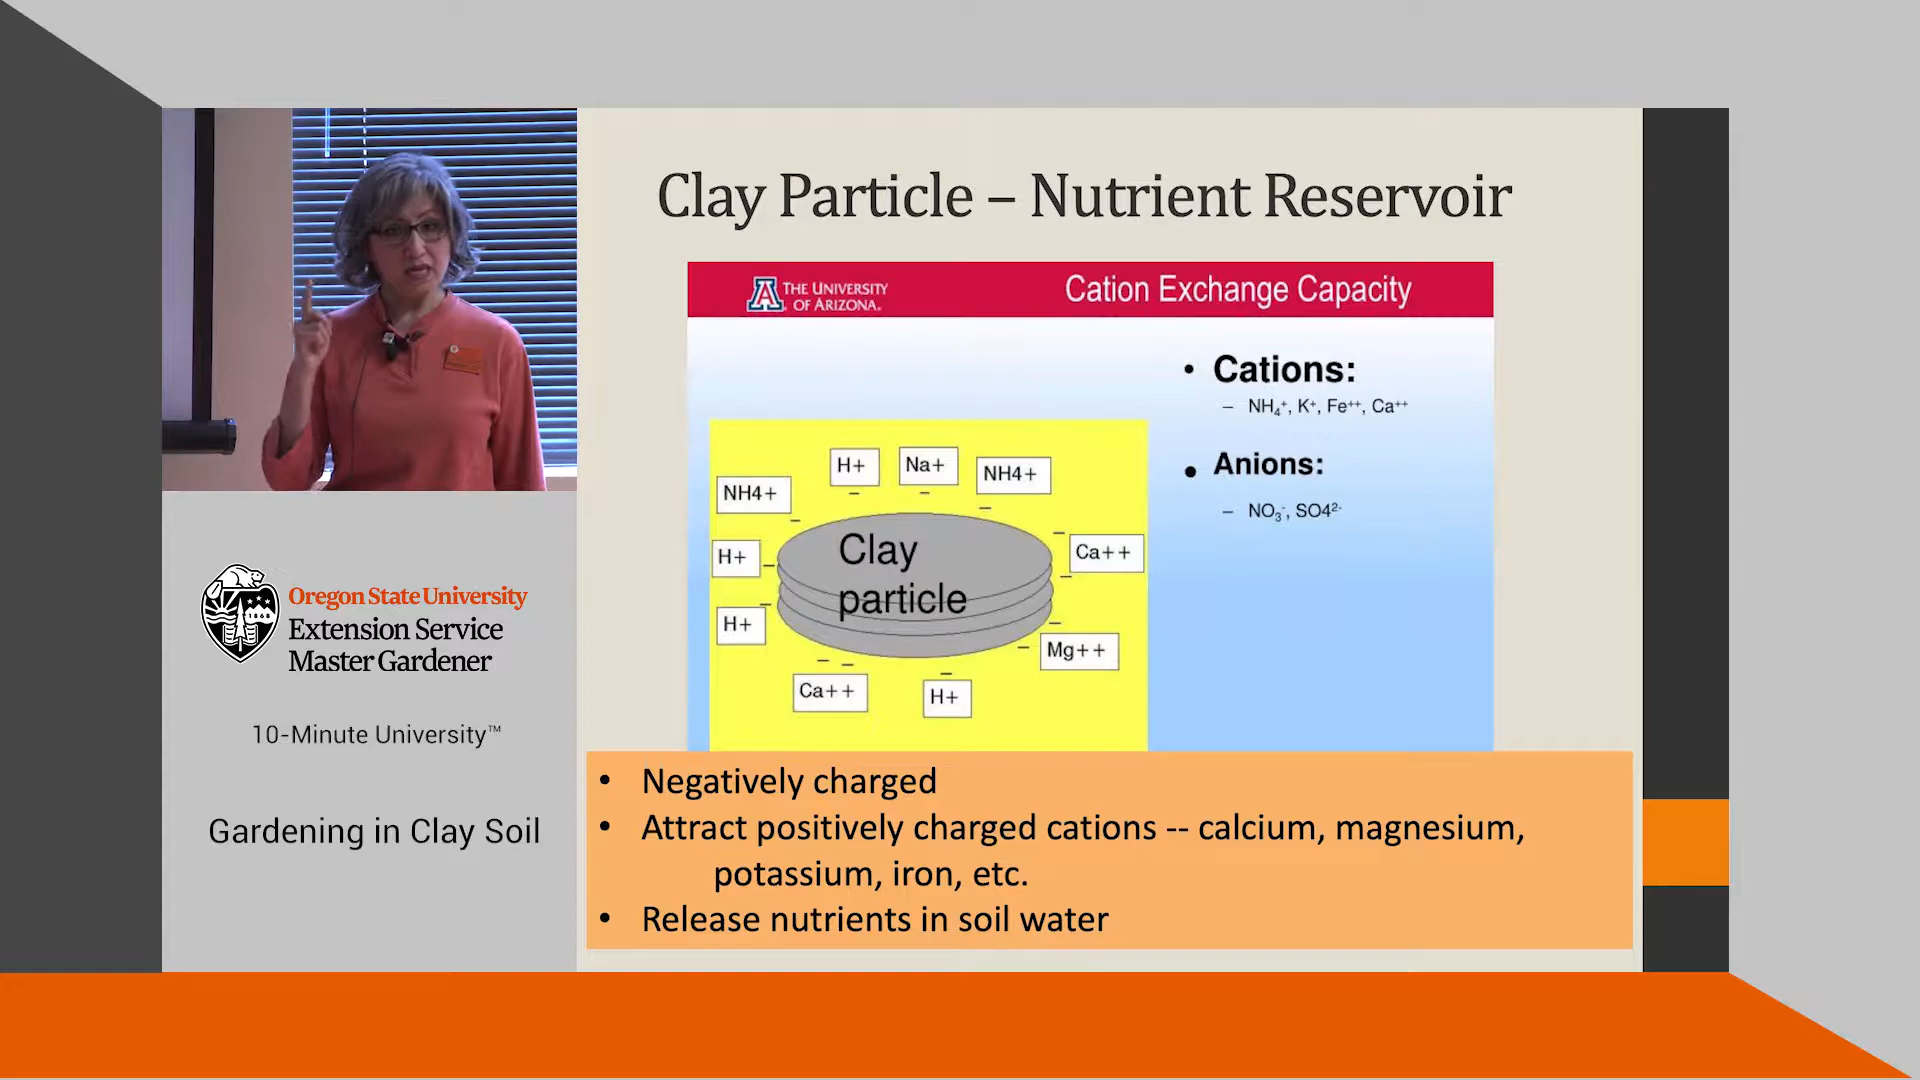 Clay Particle – Nutrient Reservoir
THE UNIVERSITY
OF ARIZONA.
Cation Exchange Capacity
• Cations:
– NH₄⁺, K⁺, Fe⁺⁺, Ca⁺⁺
• Anions:
– NO₃⁻, SO4²⁻
H+
Na+
NH4+
NH4+
H+
Ca++
H+
Mg++
Ca++
H+
Clay
particle
• Negatively charged
• Attract positively charged cations -- calcium, magnesium,
potassium, iron, etc.
• Release nutrients in soil water
Oregon State University
Extension Service
Master Gardener
10-Minute University™
Gardening in Clay Soil